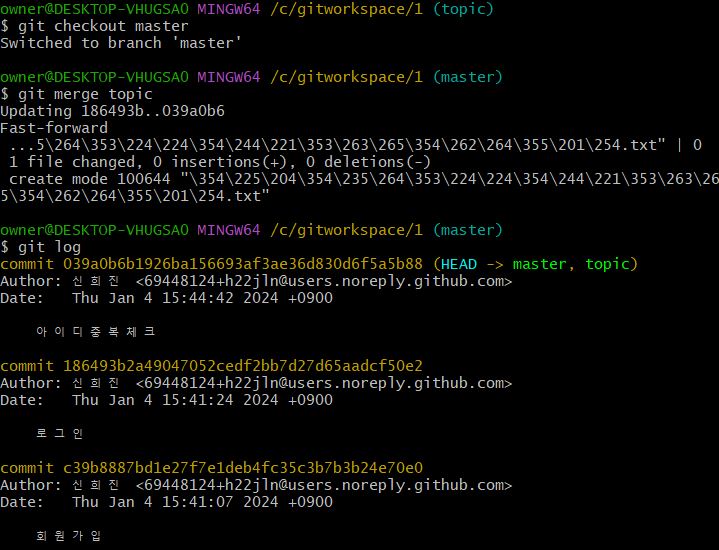 owner@DESKTOP-VHUGSAO MINGW64 /c/gitworkspace/1 (topic)
$ git checkout master
Switched to branch 'master'
owner@DESKTOP-VHUGSAO MINGW64 /c/gitworkspace/1 (master)
$ git merge topic
Updating 186493b..039a0b6
Fast-forward
...5\264\353\224\224\354\244\221\353\263\265\354\262\264\355\201\254.txt" | 0
1 file changed, 0 insertions(+), 0 deletions(-)
create mode 100644 "\354\225\204\354\235\264\353\224\224\354\244\221\353\263\26
5\354\262\264\355\201\254.txt"
owner@DESKTOP-VHUGSAO MINGW64 /c/gitworkspace/1 (master)
$ git log
commit 039a0b6b1926ba156693af3ae36d830d6f5a5b88 (HEAD -> master, topic)
Author: 신희진 <69448124+h22jln@users.noreply.github.com>
Date:   Thu Jan 4 15:44:42 2024 +0900
아이디중복체크
commit 186493b2a49047052cedf2bb7d27d65aadcf50e2
Author: 신희진 <69448124+h22jln@users.noreply.github.com>
Date:   Thu Jan 4 15:41:24 2024 +0900
로그인
commit c39b8887bd1e27f7e1deb4fc35c3b7b3b24e70e0
Author: 신희진 <69448124+h22jln@users.noreply.github.com>
Date:   Thu Jan 4 15:41:07 2024 +0900
회원가입